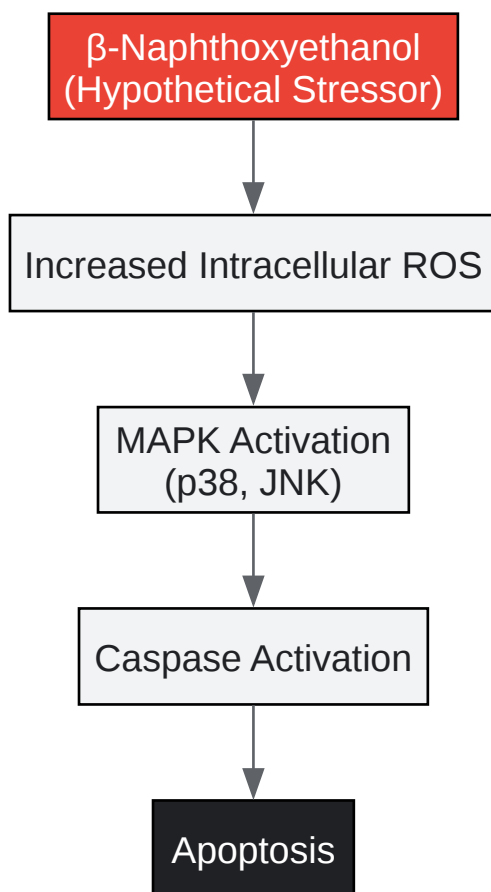 β-Naphthoxyethanol
(Hypothetical Stressor)
Increased Intracellular ROS
MAPK Activation
(p38, JNK)
Caspase Activation
Apoptosis